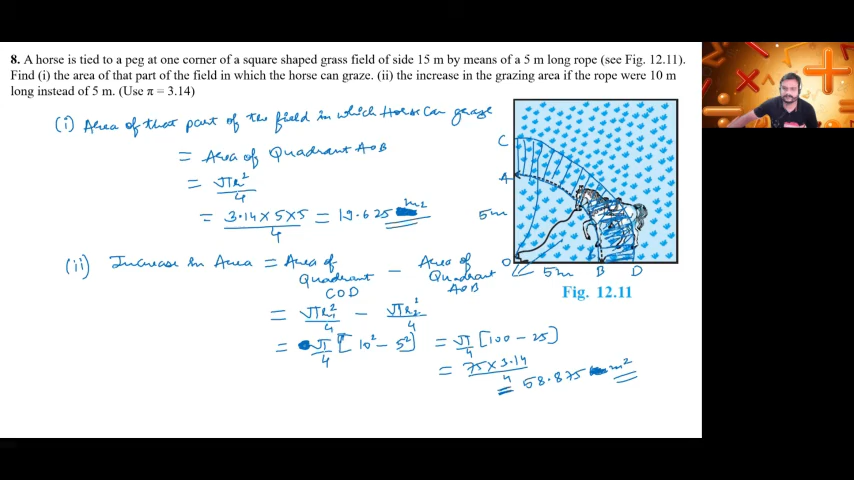 8. A horse is tied to a peg at one corner of a square shaped grass field of side 15 m by means of a 5 m long rope (see Fig. 12.11).
Find (i) the area of that part of the field in which the horse can graze. (ii) the increase in the grazing area if the rope were 10 m
long instead of 5 m. (Use π = 3.14)
(i) Area of that part of the field in which Horse can graze
= Area of Quadrant AOB
= πr²/4
= 3.14 × 5 × 5/4 = 19.625 m²
(ii) Increase in Area = Area of Quadrant COD − Area of Quadrant AOB
= πr₁²/4 − πr₂²/4
= π/4 [10² − 5²] = π/4 [100 − 25]
= 75 × 3.14/4
= 58.875 m²
C
A
5m
O
5m B D
Fig. 12.11